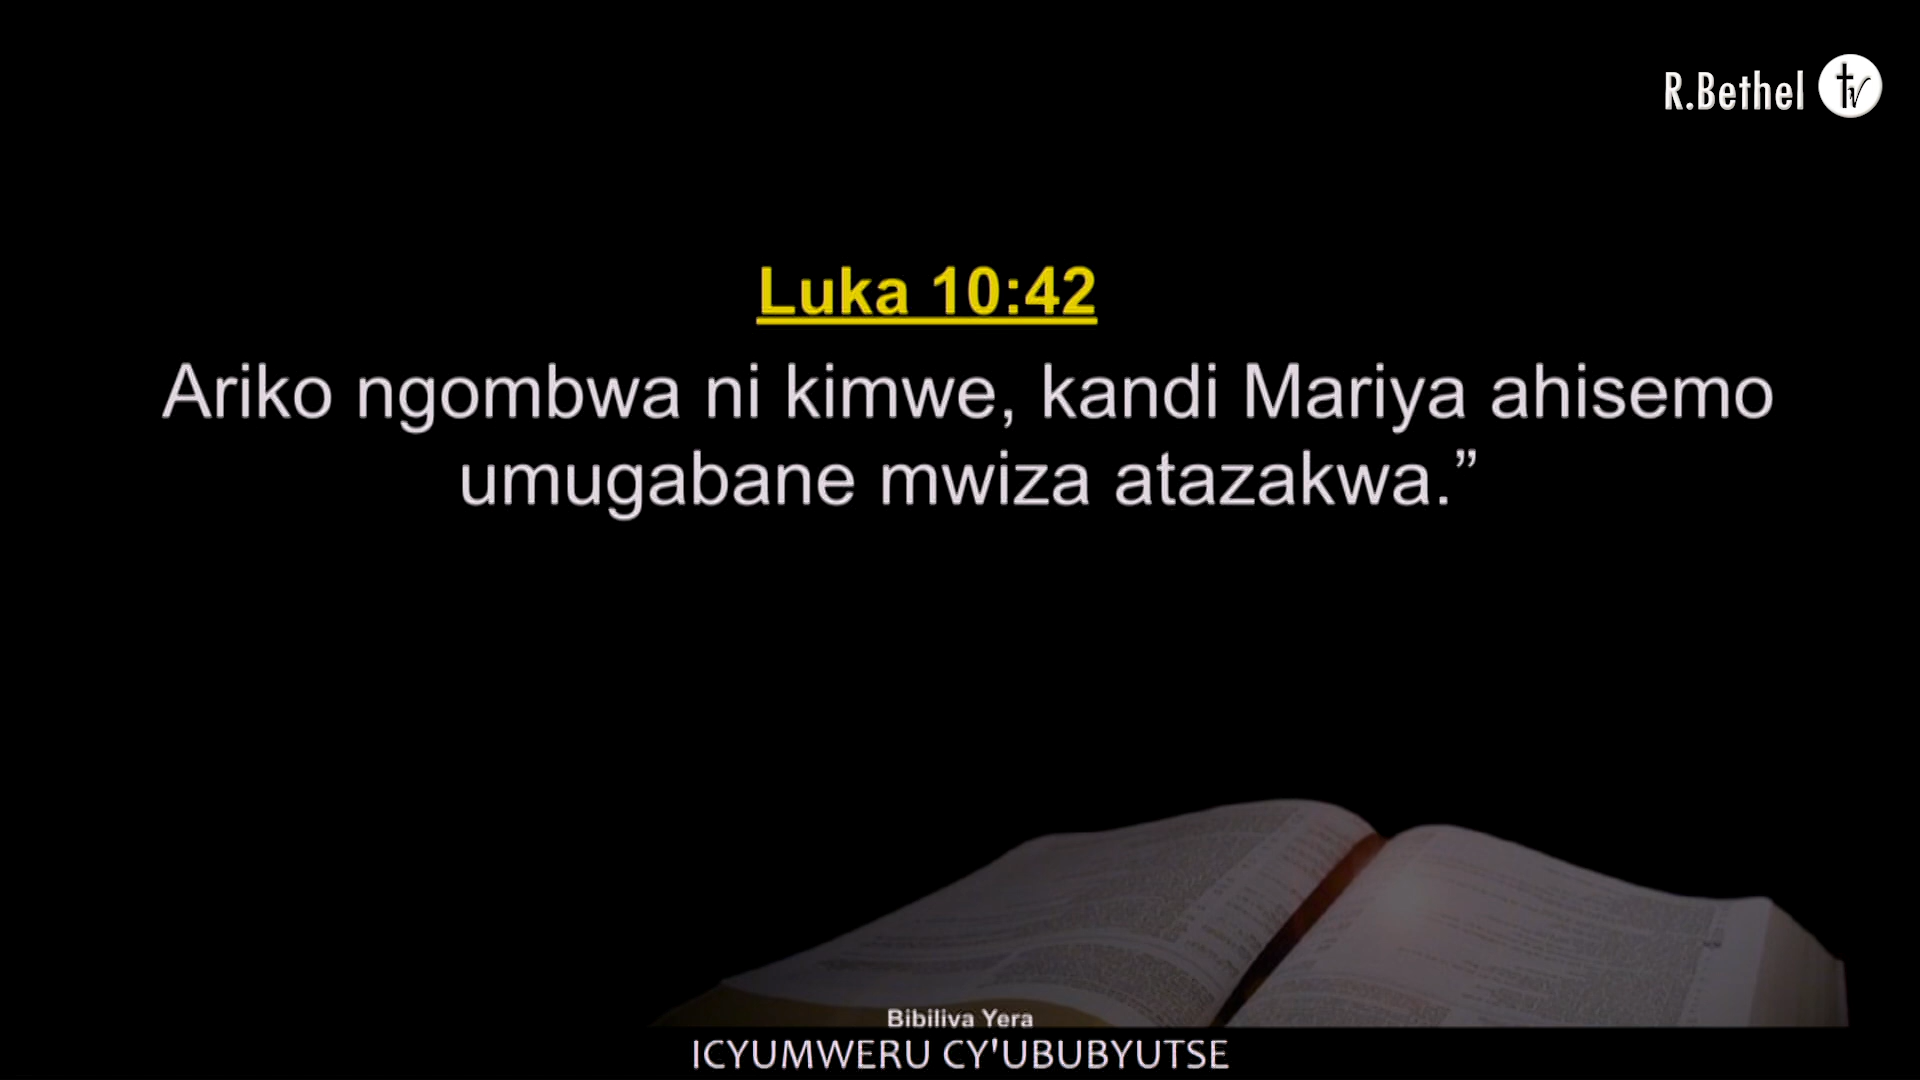 R.Bethel tv
Luka 10:42
Ariko ngombwa ni kimwe, kandi Mariya ahisemo
umugabane mwiza atazakwa.”
Bibiliya Yera
ICYUMWERU CY'UBUBYUTSE